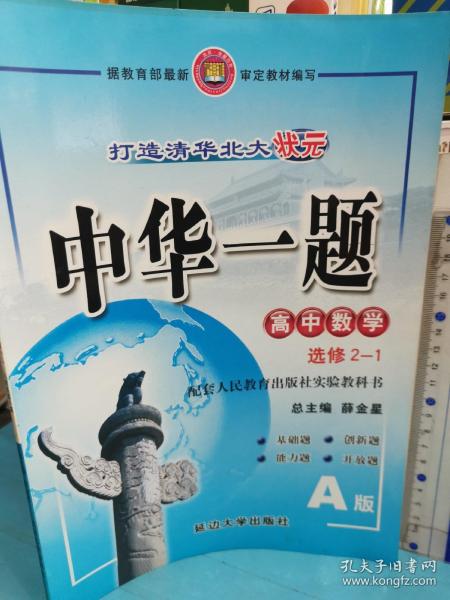 据教育部最新 审定教材编写
打造清华北大状元
中华一题
高中数学
选修2-1
配套人民教育出版社实验教科书
总主编 薛金星
基础题 创新题
能力题 开放题
A版
延边大学出版社
孔夫子旧书网
www.kongfz.com